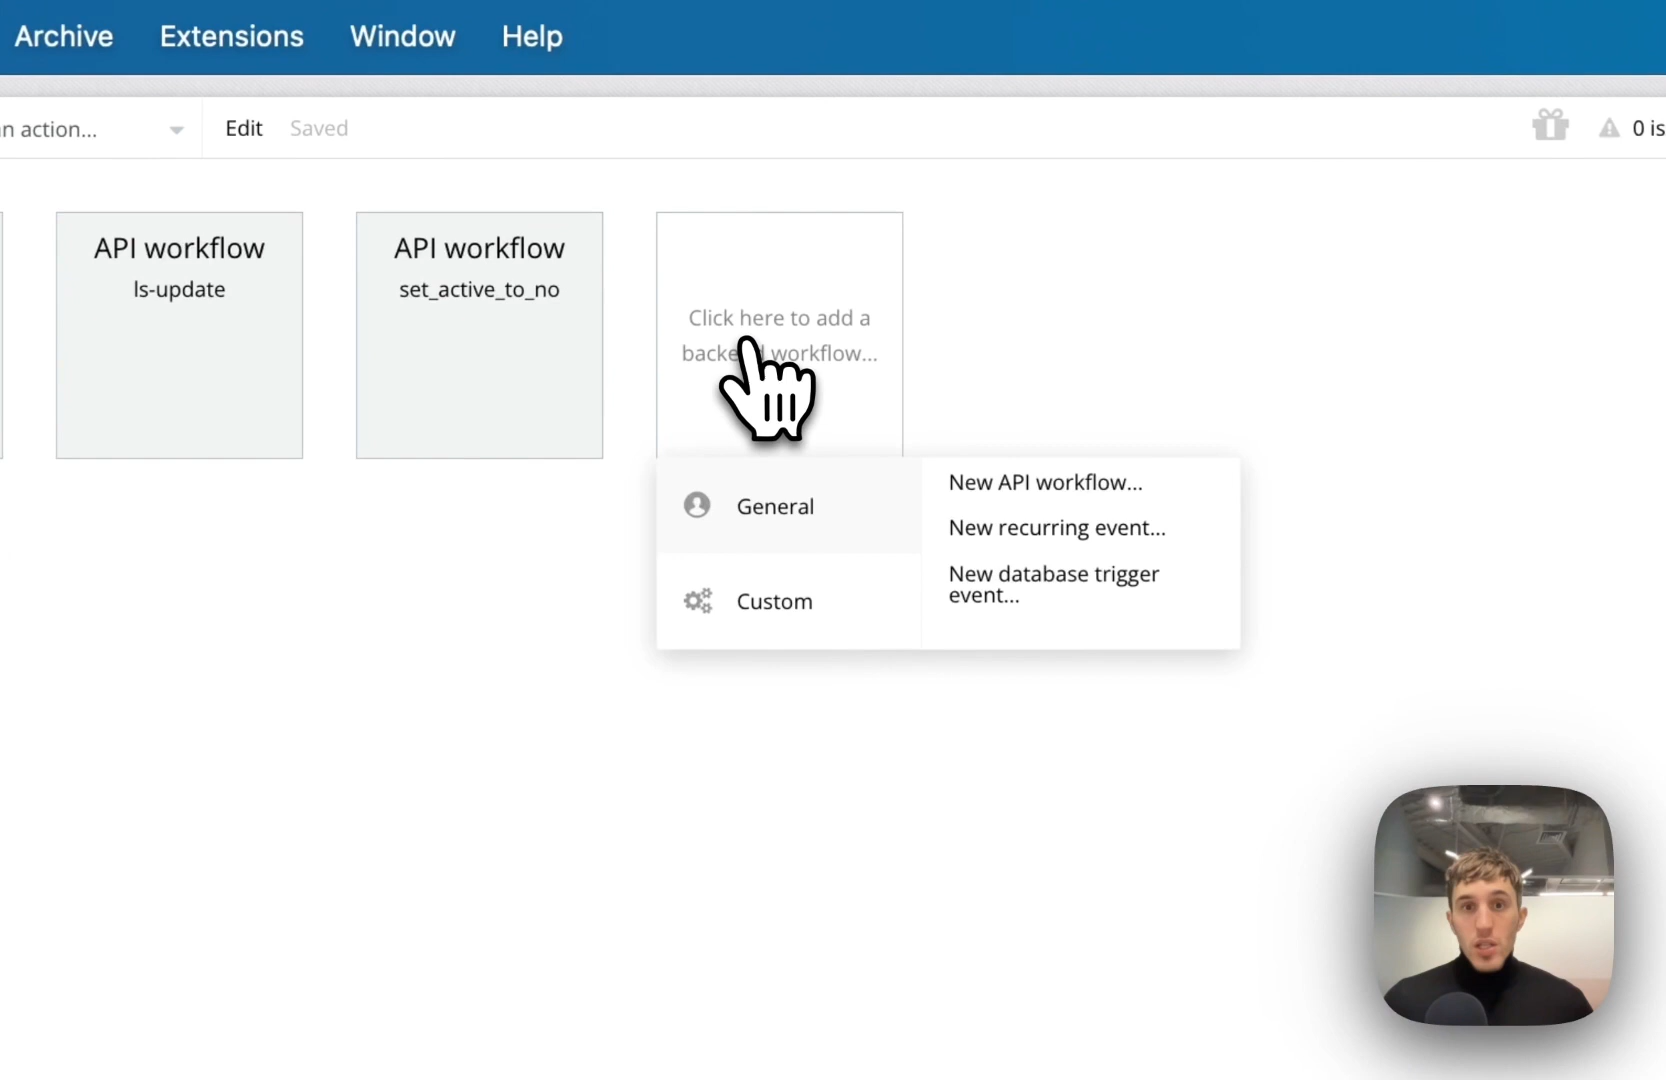 Archive Extensions Window Help
n action... Edit Saved 0 is
API workflow
ls-update
API workflow
set_active_to_no
Click here to add a
workflow...
General
Custom
New API workflow...
New recurring event...
New database trigger
event...